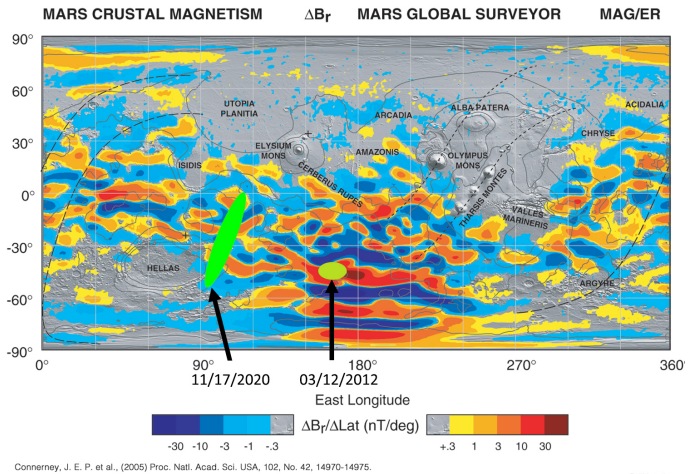 MARS CRUSTAL MAGNETISM ΔBr MARS GLOBAL SURVEYOR MAG/ER
90°
60°
30°
0°
-30°
-60°
-90°
UTOPIA
PLANITIA
ARCADIA
ALBA PATERA
ACIDALIA
ELYSIUM
MONS
AMAZONIS
CHRYSE
ISIDIS
OLYMPUS
MONS
CERBERUS RUPES
THARSIS MONTES
VALLES
MARINERIS
HELLAS
ARGYRE
0° 90° 180° 270° 360°
11/17/2020 03/12/2012
East Longitude
ΔBr/ΔLat (nT/deg)
-30 -10 -3 -1 -.3 +.3 1 3 10 30
Connerney, J. E. P. et al., (2005) Proc. Natl. Acad. Sci. USA, 102, No. 42, 14970-14975.